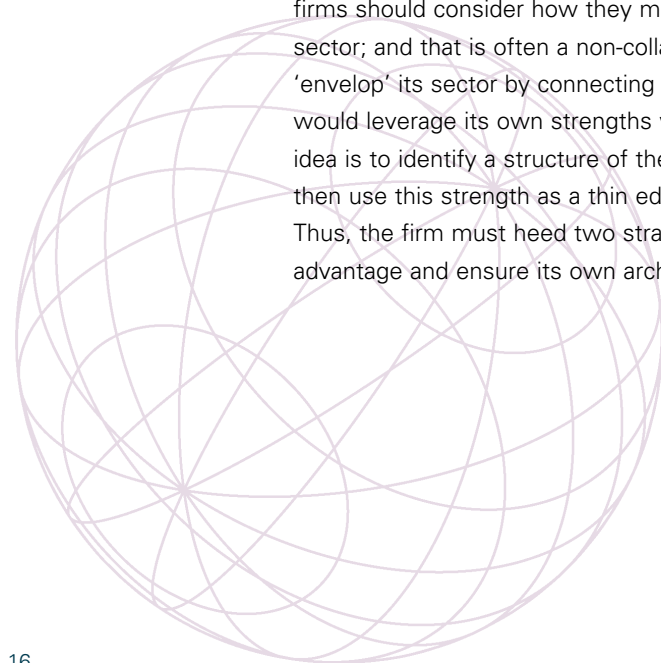 firms should consider how they m
sector; and that is often a non-colla
‘envelop’ its sector by connecting
would leverage its own strengths
idea is to identify a structure of the
then use this strength as a thin ed
Thus, the firm must heed two stra
advantage and ensure its own arch
16